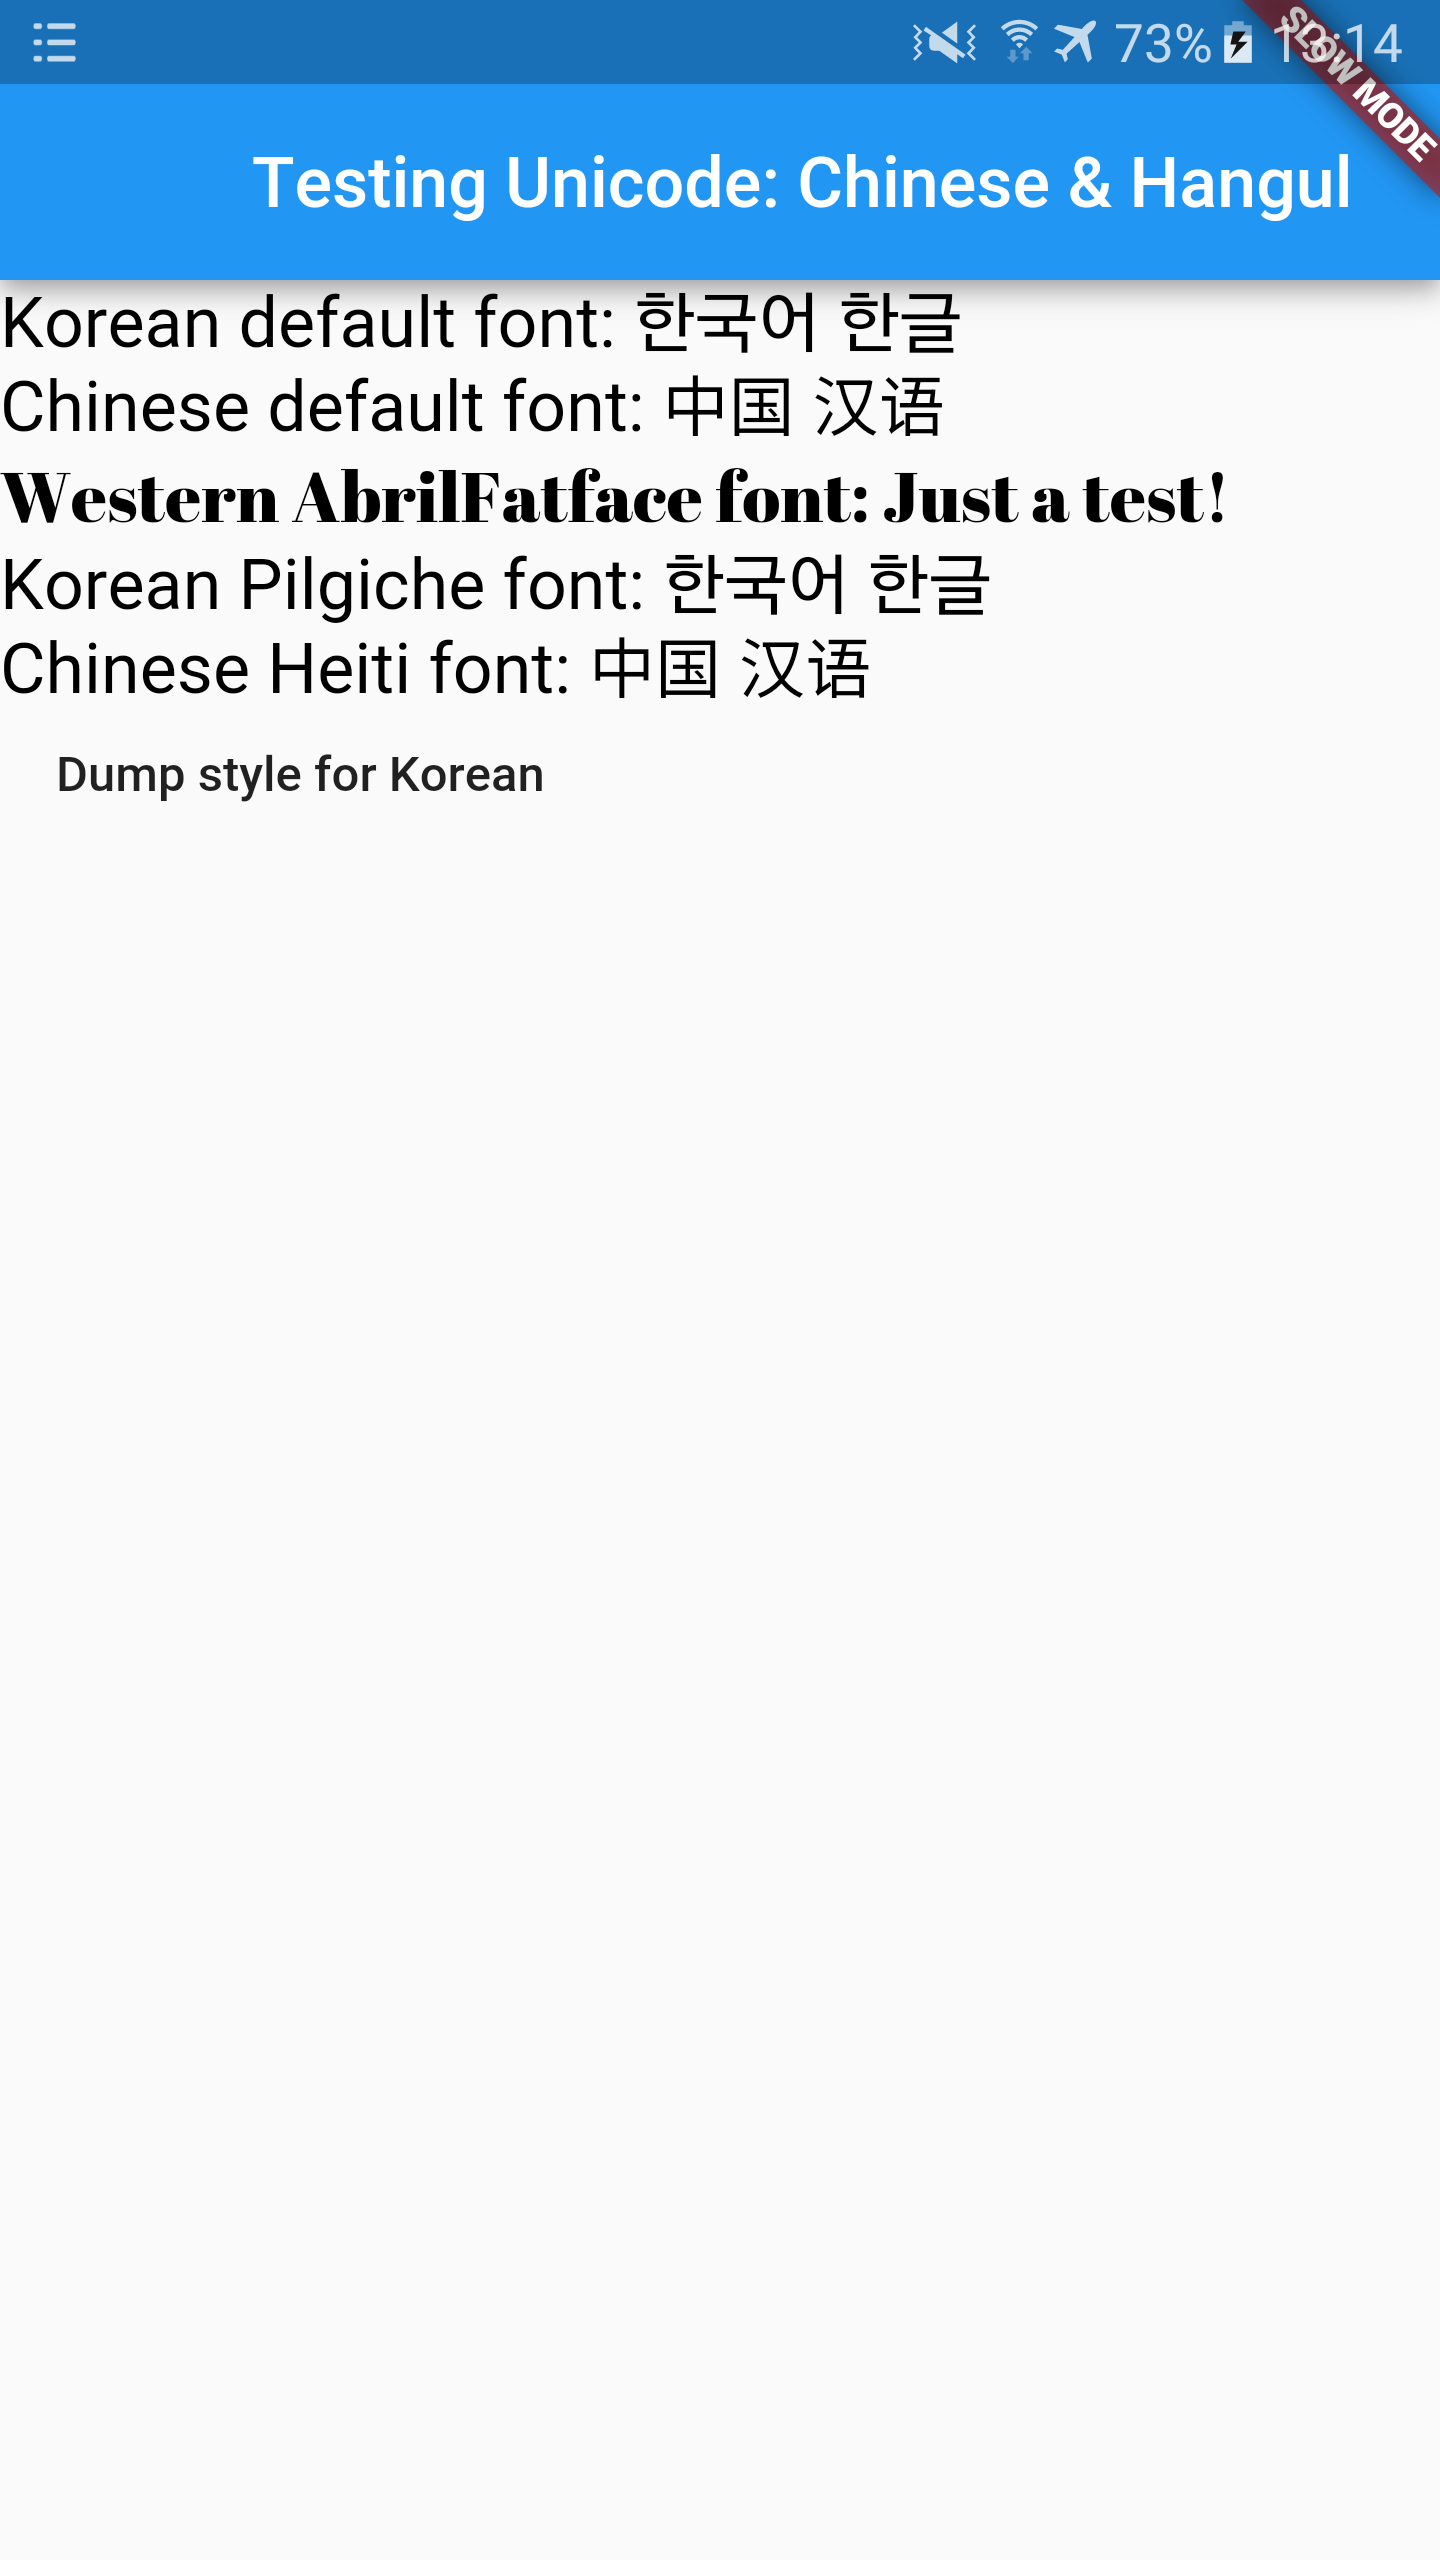 73% 13:14
SLOW MODE
Testing Unicode: Chinese & Hangul
Korean default font: 한국어 한글
Chinese default font: 中国 汉语
Western AbrilFatface font: Just a test!
Korean Pilgiche font: 한국어 한글
Chinese Heiti font: 中国 汉语
Dump style for Korean